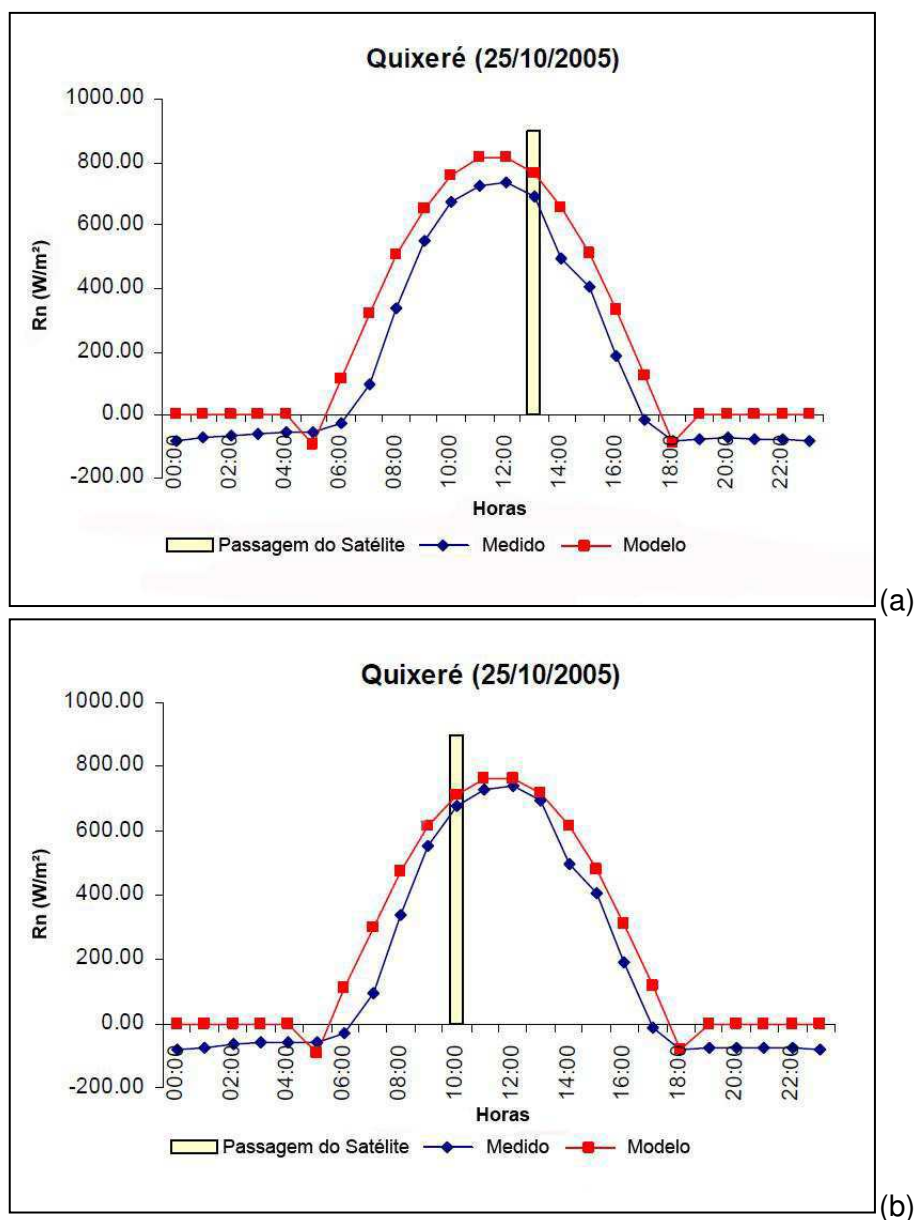 Quixeré (25/10/2005)
1000.00
800.00
600.00
400.00
200.00
0.00
-200.00
Rn (W/m²)
00:00 02:00 04:00 06:00 08:00 10:00 12:00 14:00 16:00 18:00 20:00 22:00
Horas
Passagem do Satélite Medido Modelo
(a)
Quixeré (25/10/2005)
1000.00
800.00
600.00
400.00
200.00
0.00
-200.00
Rn (W/m²)
00:00 02:00 04:00 06:00 08:00 10:00 12:00 14:00 16:00 18:00 20:00 22:00
Horas
Passagem do Satélite Medido Modelo
(b)